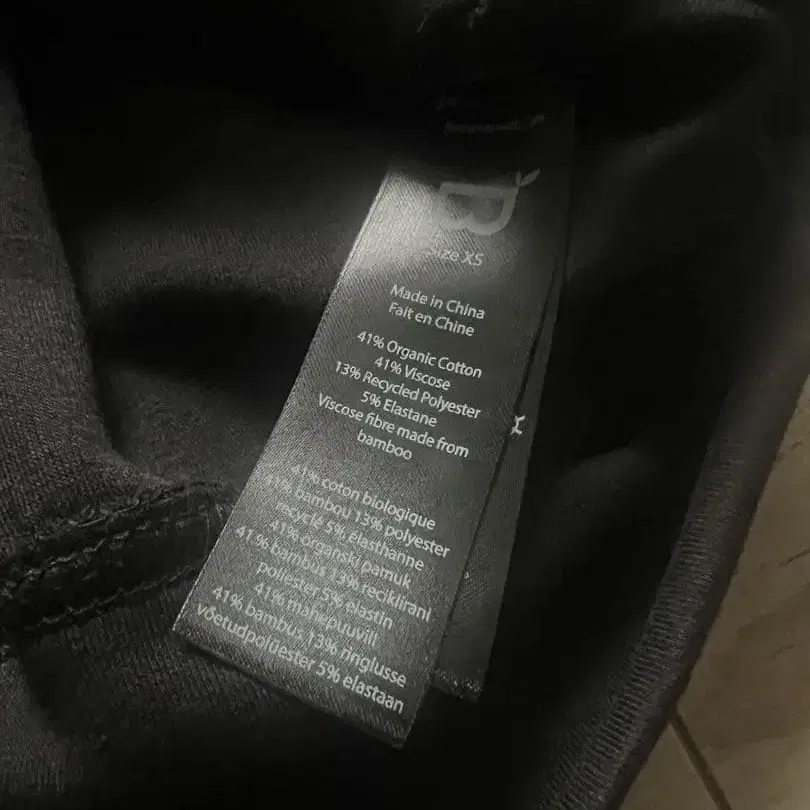 B
Size XS
Made in China
Fait en Chine
41% Organic Cotton
41% Viscose
13% Recycled Polyester
5% Elastane
Viscose fibre made from
bamboo
41% coton biologique
41% bambou 13% polyester
recyclé 5% élasthanne
41% organski pamuk
41% bambus 13% reciklirani
poliester 5% elastin
41% mahepuuvill
41% bambus 13% ringlusse
võetudpolüester 5% elastaan